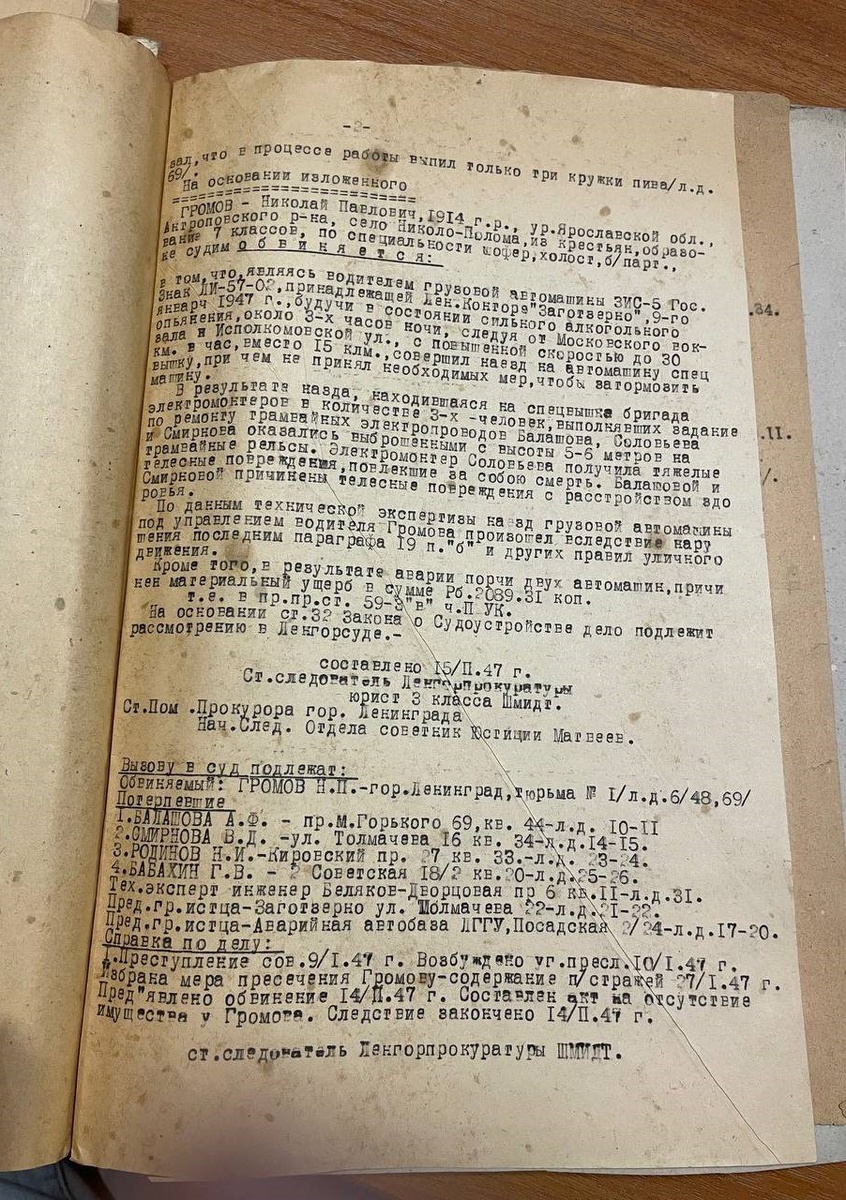 -2-
зал,что в процессе работы выпил только три кружки пива/л.д.
69/.
На основании изложенного
========================
ГРОМОВ - Николай Павлович,1914 г.р., ур.Ярославской обл.,
Антроповского р-на, село Николо-Полома,из крестьян,образо-
вание 7 классов, по специальности шофер,холост,б/парт.,
не судим о б в и н я е т с я:
в том,что,являясь водителем грузовой автомашины ЗИС-5 Гос.
Знак ЛИ-57-02,принадлежащей Лен.Конторе"Заготзерно",9-го
январч 1947 г.,будучи в состоянии сильного алкогольного
опьянения,около 3-х часов ночи, следуя от Московского вок-
зала и Исполкомовской ул., с повышенной скоростью до 30
км. в час,вместо 15 клм.,совершил наезд на автомашину спец
вышку,при чем не принял необходимых мер,чтобы затормозить
машину.
В результате назда, находившаяся на спецвышке бригада
электромонтеров в количестве 3-х -человек,выполнявших задание
по ремонту трамвайных электропроводов Балашова, Соловьева
и Смирнова оказались выброшенными с высоты 5-6 метров на
трамвайные рельсы. Электромонтер Соловьева получила тяжелые
телесные повреждения,повлекшие за собою смерть. Балашовой и
Смирновой причинены телесные повреждения с расстройством здо
ровья.
По данным технической экспертизы наезд грузовой автомашины
под управлением водителя Громова произошел вследствие нару
шения последним параграфа 19 п."б" и других правил уличного
движения.
Кроме того,в результате аварии порчи двух автомашин,причи
нен материальный ущерб в сумме Рб.2089.31 коп.
т.е. в пр.пр.ст. 59-3"в" ч.П УК.
На основании ст.32 Закона о Судоустройстве дело подлежит
рассмотрению в Ленгорсуде.-
составлено 15/П.47 г.
Ст.следователь Ленгорпрокуратуры
юрист 3 класса Шмидт.
Ст.Пом .Прокурора гор. Ленинграда
Нач.След. Отдела советник Юстиции Матвеев.
Вызову в суд подлежат:
Обвиняемый: ГРОМОВ Н.П.-гор.Ленинград,тюрьма № I/л.д.6/48,69/
Потерпевшие
1.БАЛАШОВА А.Ф. - пр.М.Горького 69,кв. 44-л.д. 10-11
2.СМИРНОВА В.Д. -ул. Толмачева 16 кв. 34-л.д.14-15.
3.РОДИНОВ Н.И.-Кировский пр. 27 кв. 33.-л.д. 23-24.
4.БАБАХИН Г.В. - 2 Советская 18/2 кв.20-л.д.25-26.
Тех.эксперт инженер Беляков-Дворцовая пр 6 кв.11-л.д.31.
Пред.гр.истца-Заготзерно ул. Толмачева 22-л.д.21-22.
Пред.гр.истца-Аварийная автобаза ЛГГУ,Посадская 2/24-л.д.17-20.
Справка по делу:
1.Преступление сов.9/I.47 г. Возбуждено уг.пресл.10/I.47 г.
Избрана мера пресечения Громову-содержание п/стражей 27/I.47 г.
Пред"явлено обвинение 14/П.47 г. Составлен акт на отсутствие
имущества у Громова. Следствие закончено 14/П.47 г.
ст.следователь Ленгорпрокуратуры ШМИДТ.
.34.
.11.
/.